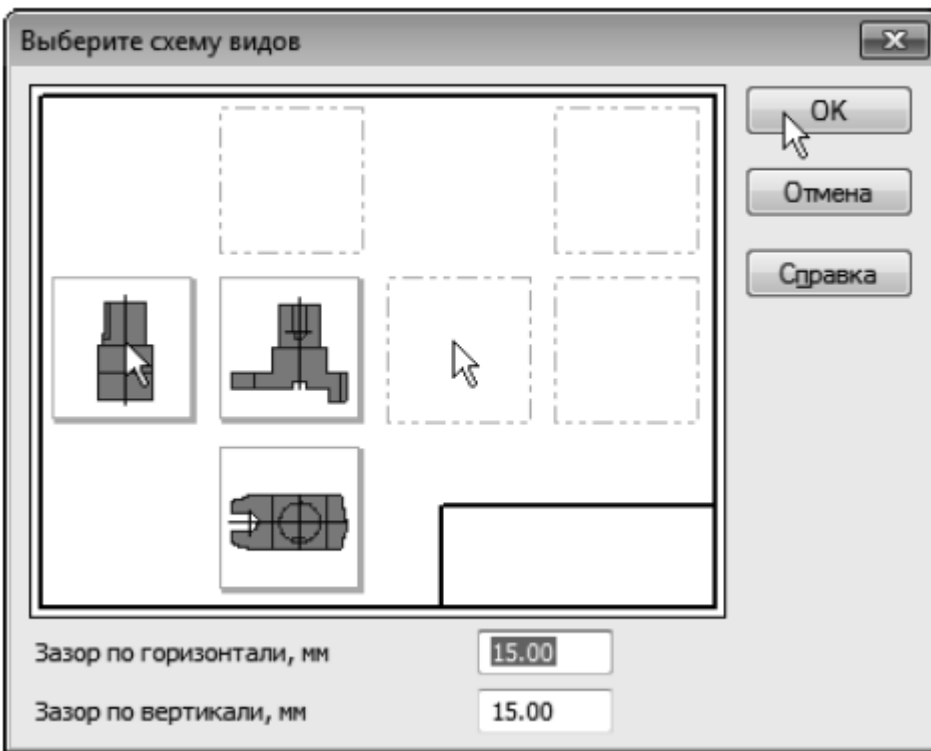 Выберите схему видов
OK
Отмена
Справка
Зазор по горизонтали, мм 15.00
Зазор по вертикали, мм 15.00